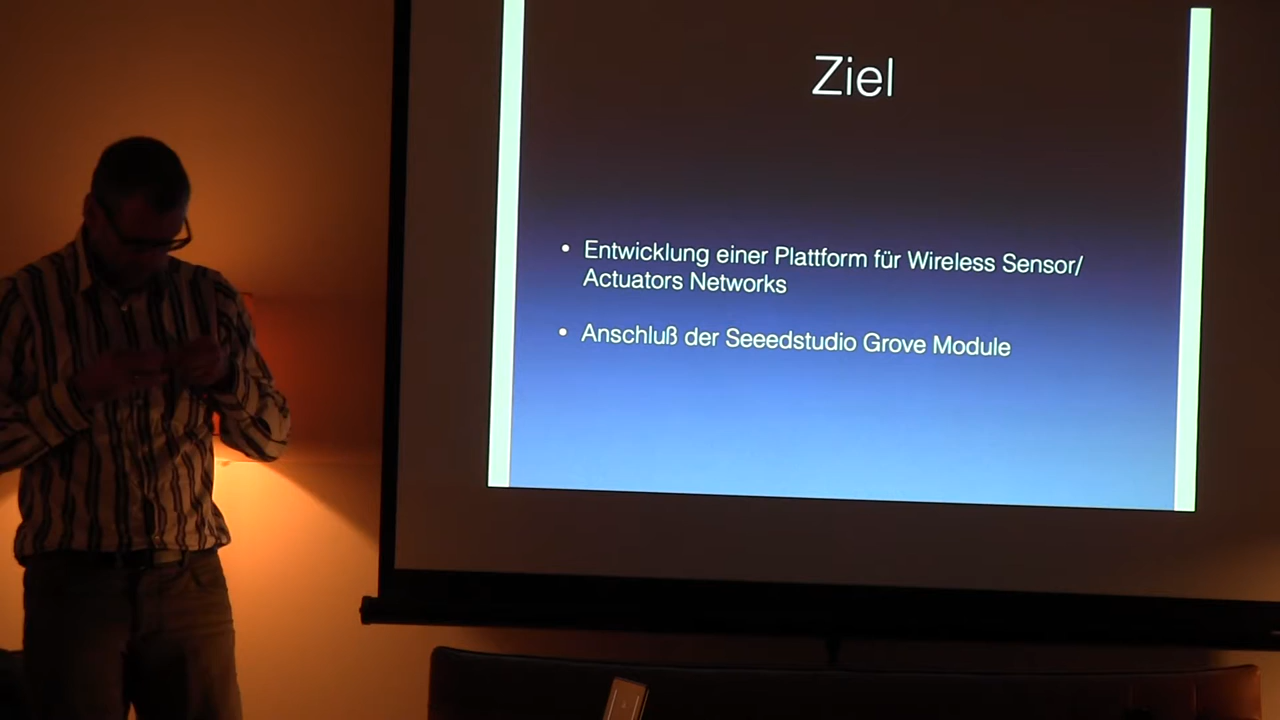 Ziel
• Entwicklung einer Plattform für Wireless Sensor/
Actuators Networks
• Anschluß der Seeedstudio Grove Module